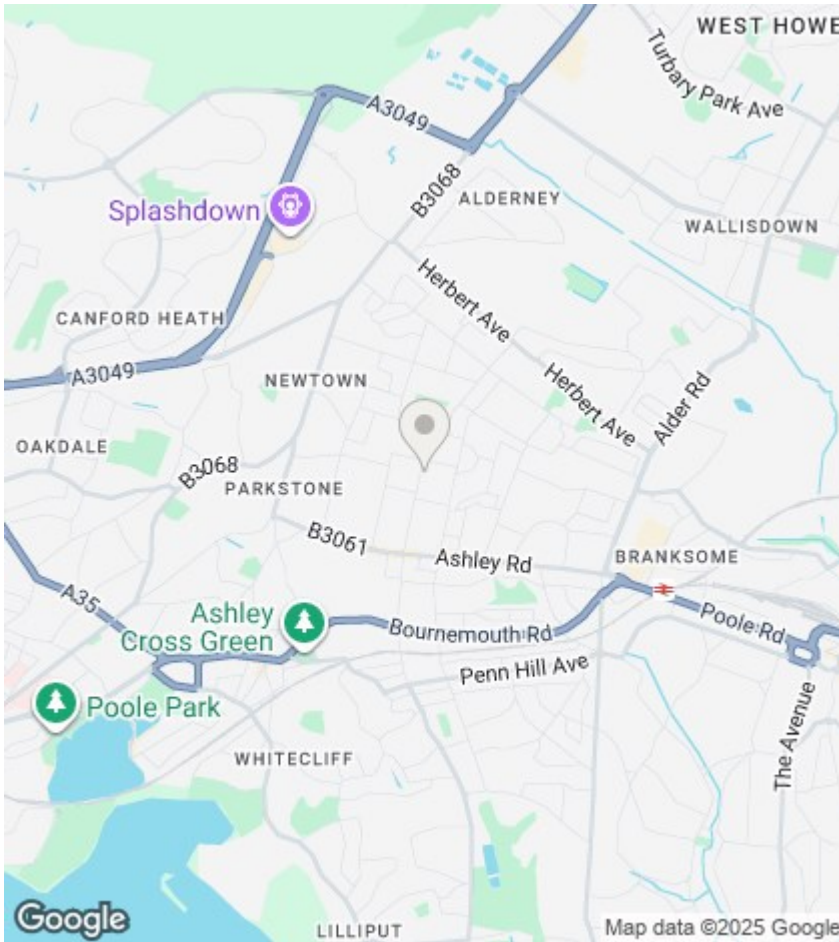 WEST HOWE
Turbary Park Ave
A3049
B3068
ALDERNEY
Splashdown
WALLISDOWN
Herbert Ave
CANFORD HEATH
A3049
NEWTOWN
Herbert Ave
Alder Rd
OAKDALE
B3068
PARKSTONE
B3061
Ashley Rd
BRANKSOME
A35
Ashley
Cross Green
Bournemouth Rd
Poole Rd
Penn Hill Ave
Poole Park
The Avenue
WHITECLIFF
Google
LILLIPUT
Map data ©2025 Google